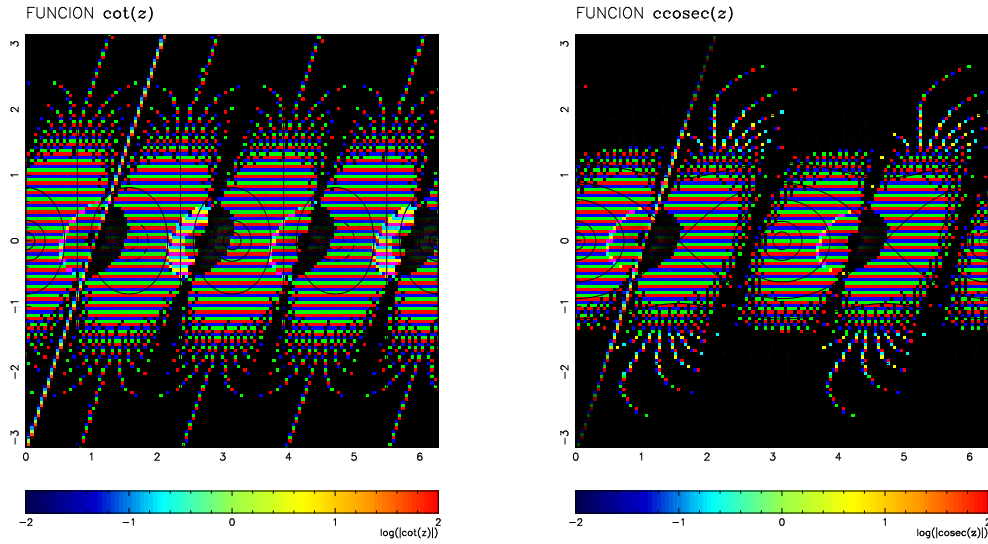 FUNCION cot(z)
3
2
1
0
-1
-2
-3
0 1 2 3 4 5 6
-2 -1 0 1 2
log(|cot(z)|)
FUNCION ccosec(z)
3
2
1
0
-1
-2
-3
0 1 2 3 4 5 6
-2 -1 0 1 2
log(|cosec(z)|)